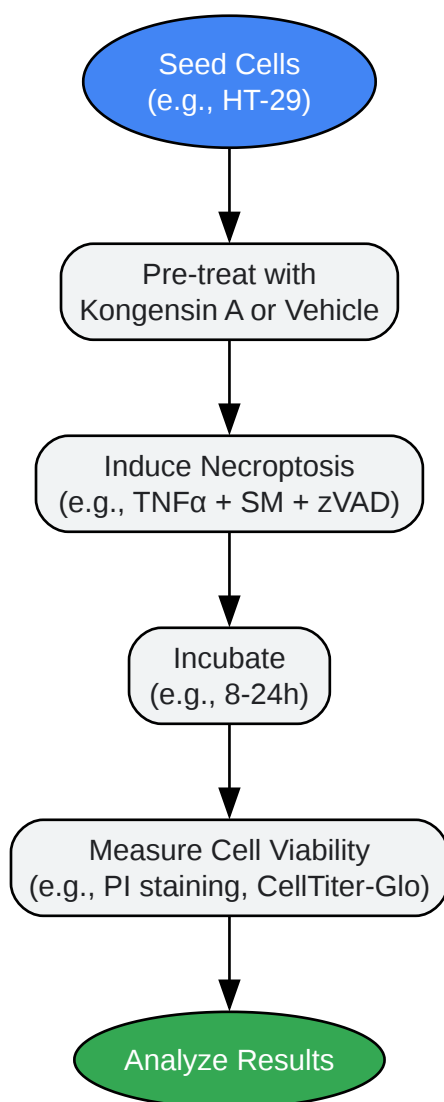 Seed Cells
(e.g., HT-29)
Pre-treat with
Kongensin A or Vehicle
Induce Necroptosis
(e.g., TNFα + SM + zVAD)
Incubate
(e.g., 8-24h)
Measure Cell Viability
(e.g., PI staining, CellTiter-Glo)
Analyze Results